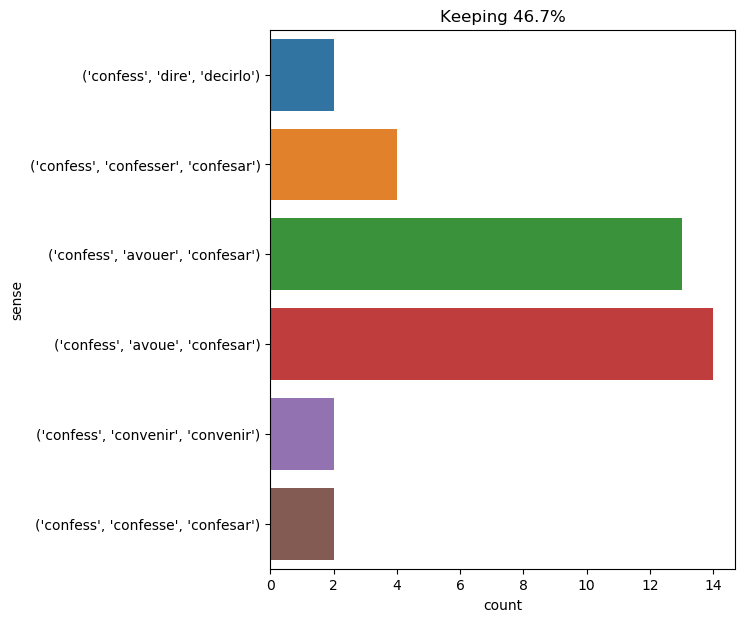 Keeping 46.7%
('confess', 'dire', 'decirlo')
('confess', 'confesser', 'confesar')
('confess', 'avouer', 'confesar')
('confess', 'avoue', 'confesar')
('confess', 'convenir', 'convenir')
('confess', 'confesse', 'confesar')
sense
0 2 4 6 8 10 12 14
count